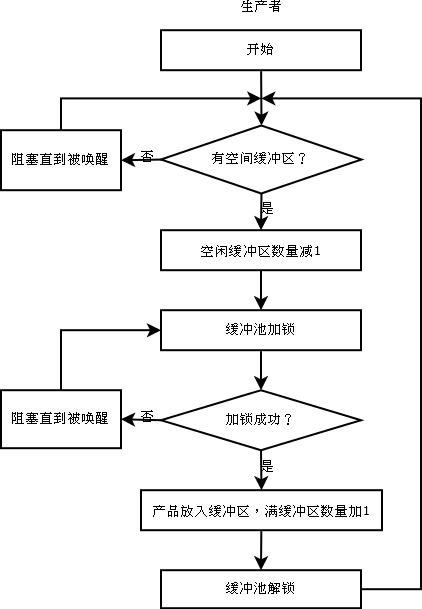 生产者
开始
有空间缓冲区？
否
阻塞直到被唤醒
是
空闲缓冲区数量减1
缓冲池加锁
加锁成功？
否
阻塞直到被唤醒
是
产品放入缓冲区，满缓冲区数量加1
缓冲池解锁